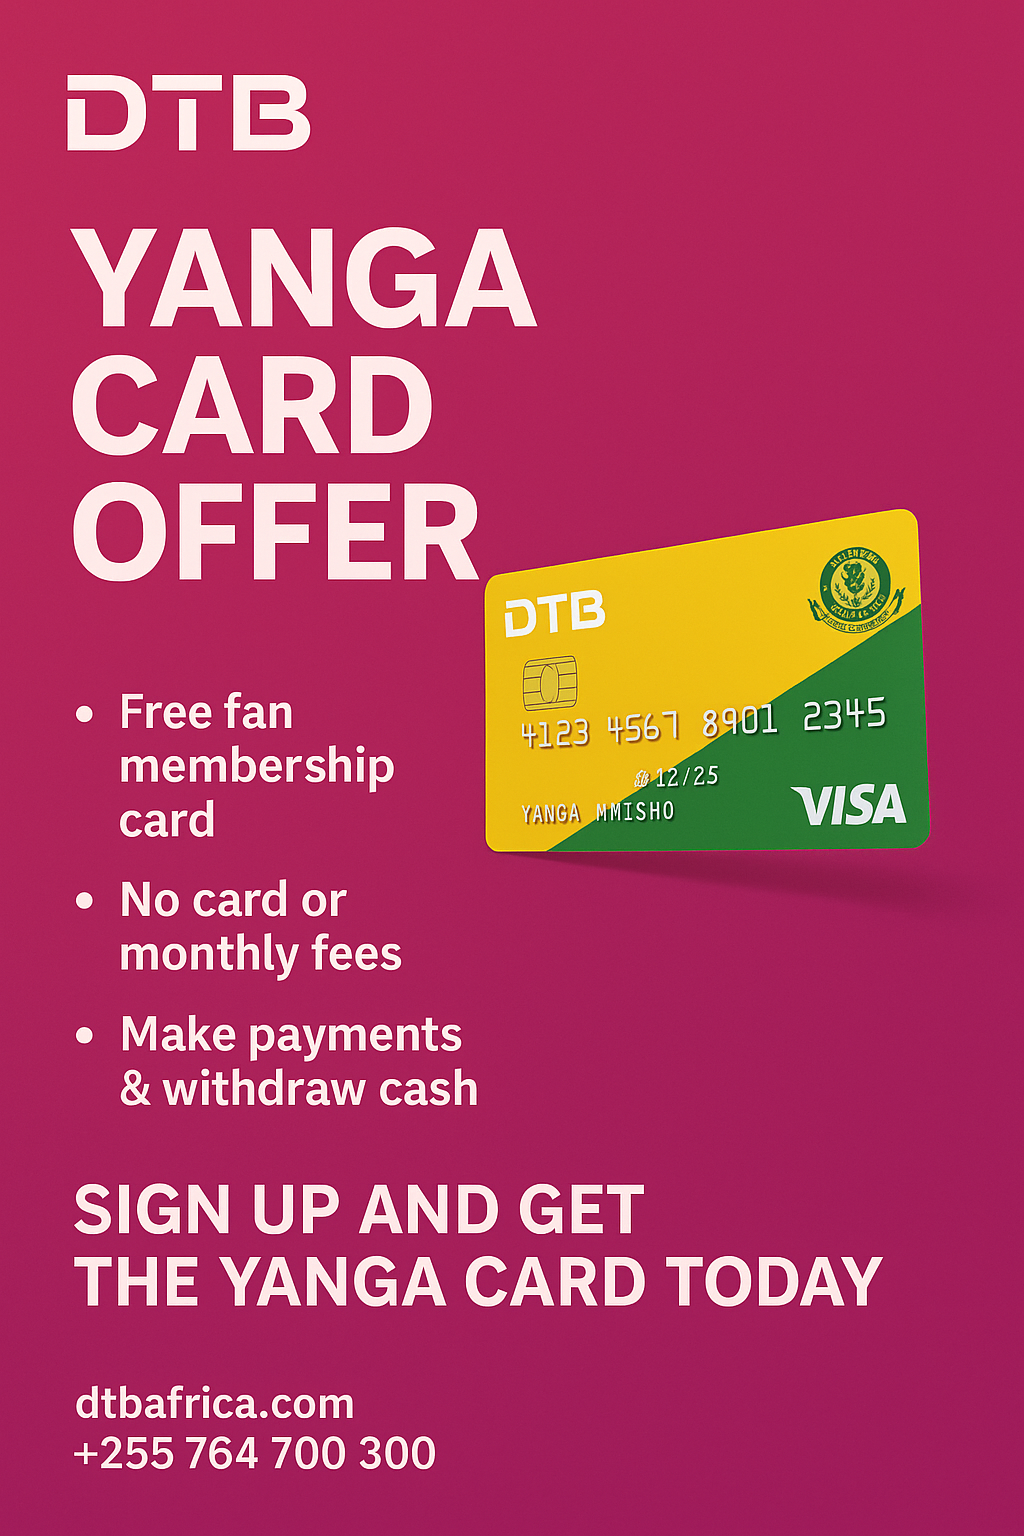 DTB
YANGA
CARD
OFFER
DTB
4123 4567 8901 2345
12/25
YANGA MMISHO
VISA
• Free fan
membership
card
• No card or
monthly fees
• Make payments
& withdraw cash
SIGN UP AND GET
THE YANGA CARD TODAY
dtbafrica.com
+255 764 700 300